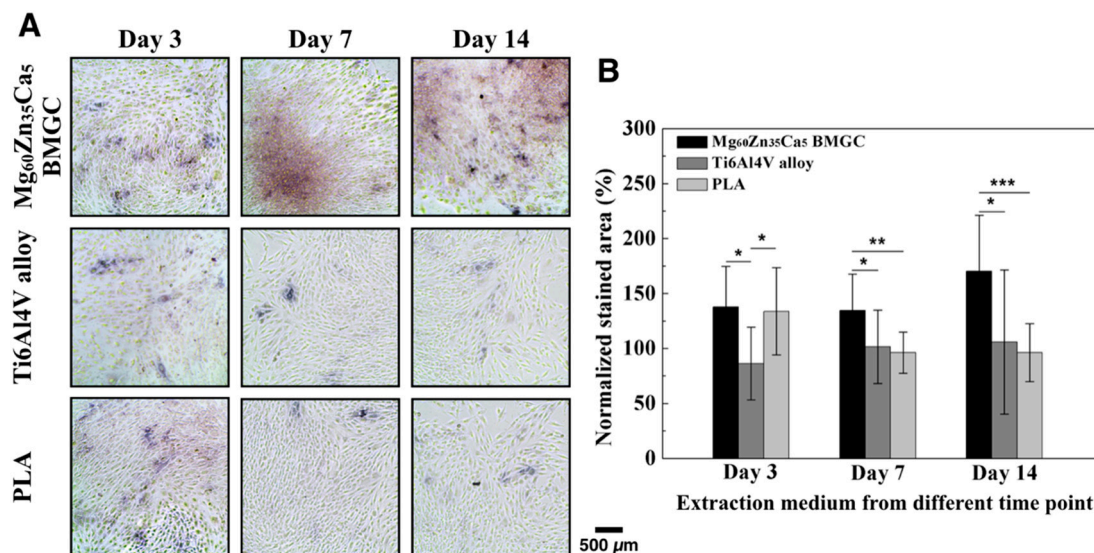 A
Day 3
Day 7
Day 14
Mg₆₀Zn₃₅Ca₅
BMGC
Ti6Al4V alloy
PLA
500 µm
B
Normalized stained area (%)
300
250
200
150
100
50
0
Mg₆₀Zn₃₅Ca₅ BMGC
Ti6Al4V alloy
PLA
*
*
*
**
*
***
Day 3
Day 7
Day 14
Extraction medium from different time point